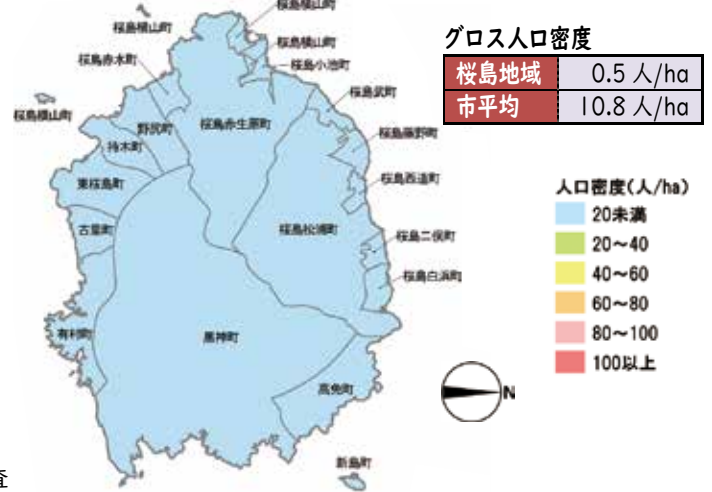 桜島横山町
桜島横山町
桜島横山町
桜島赤水町
桜島小池町
桜島武町
桜島横山町
野尻町
桜島赤生原町
桜島藤野町
持木町
東桜島町
桜島西道町
古里町
桜島松浦町
桜島二俣町
桜島白浜町
有村町
黒神町
高免町
新島町
グロス人口密度
桜島地域 0.5 人/ha
市平均 10.8 人/ha
人口密度(人/ha)
20未満
20～40
40～60
60～80
80～100
100以上
N
査